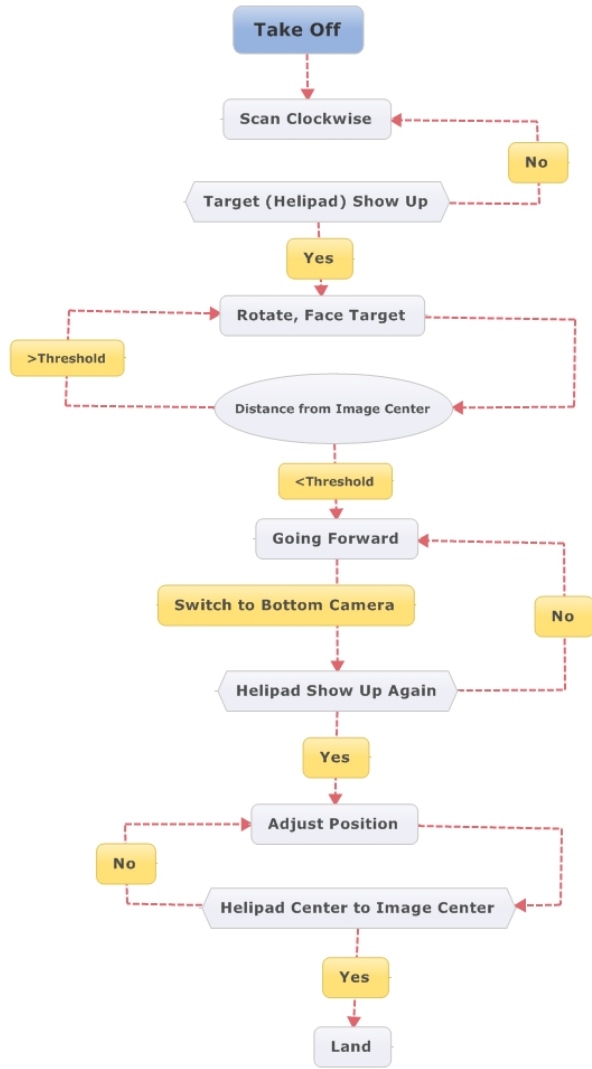 Take Off
Scan Clockwise
No
Target (Helipad) Show Up
Yes
Rotate, Face Target
>Threshold
Distance from Image Center
<Threshold
Going Forward
Switch to Bottom Camera
No
Helipad Show Up Again
Yes
Adjust Position
No
Helipad Center to Image Center
Yes
Land